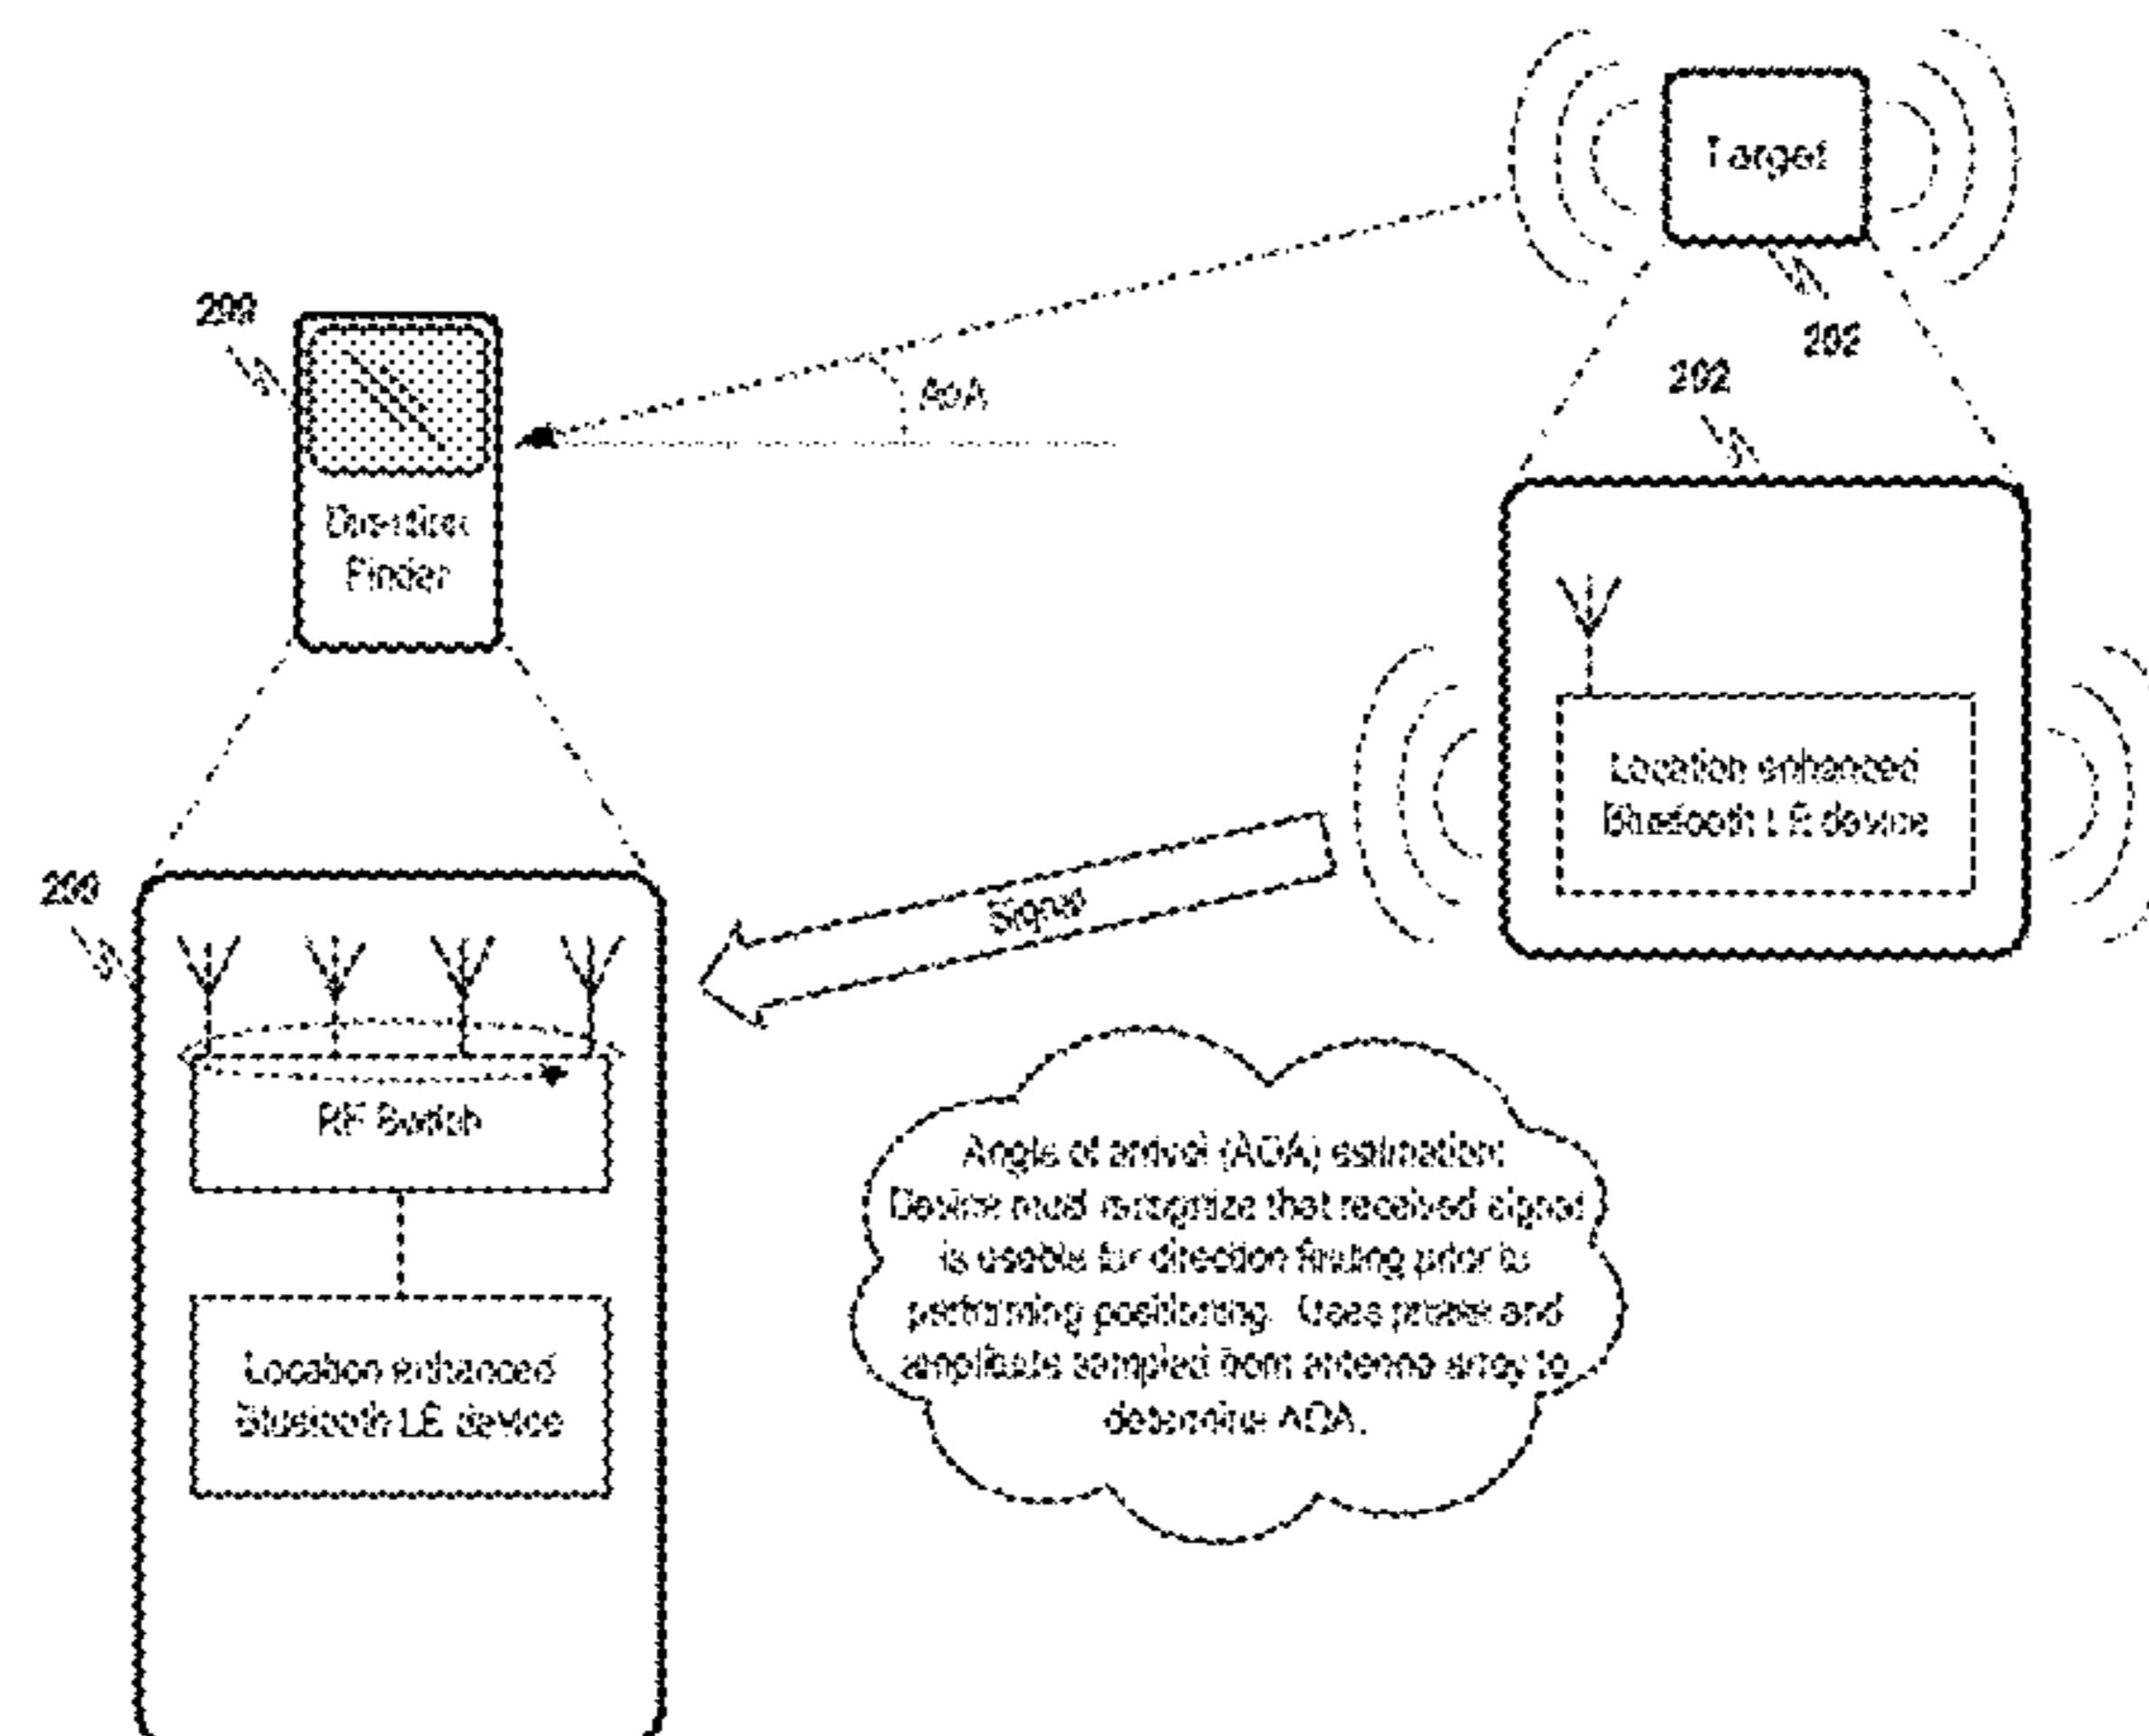 Target
200
202
AoA
202
Direction
Finder
Location enhanced
Bluetooth LE device
200
Signal
RF Switch
Angle of arrival (AOA) estimation:
Device must recognize that received signal
is usable for direction finding prior to
performing positioning. Uses phase and
amplitude sampled from antenna array to
determine AOA.
Location enhanced
Bluetooth LE device